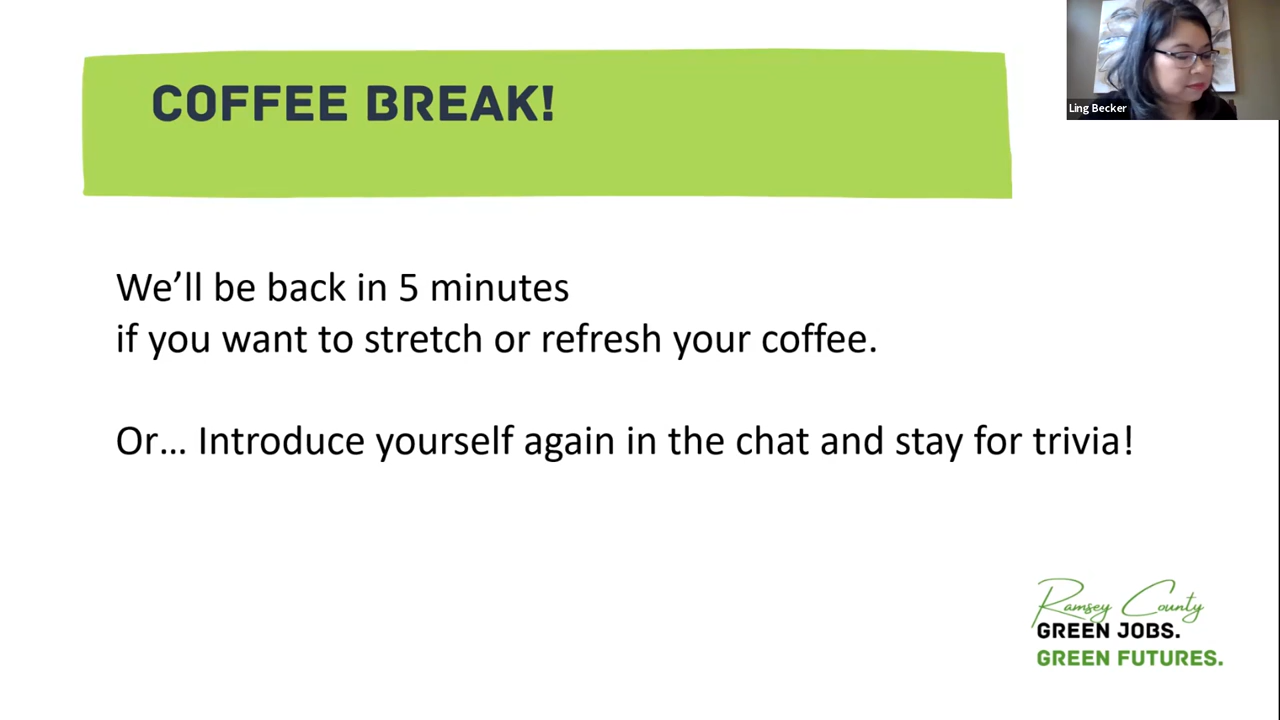 COFFEE BREAK!
Ling Becker
We’ll be back in 5 minutes
if you want to stretch or refresh your coffee.
Or… Introduce yourself again in the chat and stay for trivia!
Ramsey County
GREEN JOBS.
GREEN FUTURES.